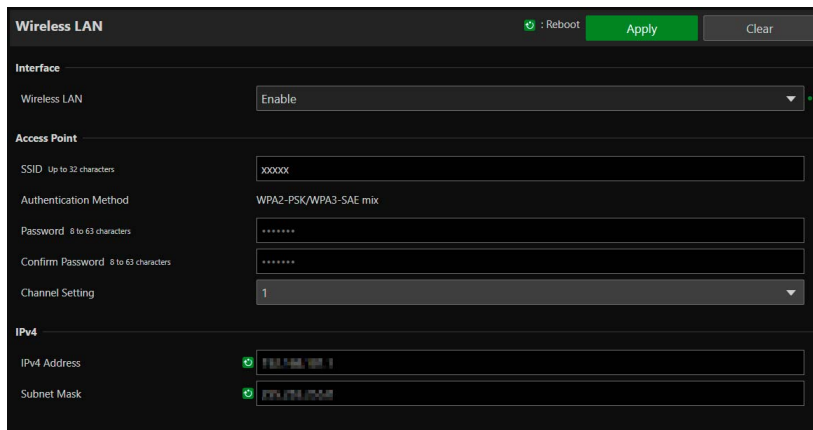 Wireless LAN : Reboot Apply Clear
Interface
Wireless LAN Enable
Access Point
SSID Up to 32 characters xxxxx
Authentication Method WPA2-PSK/WPA3-SAE mix
Password 8 to 63 characters •••••••
Confirm Password 8 to 63 characters •••••••
Channel Setting 1
IPv4
IPv4 Address
Subnet Mask